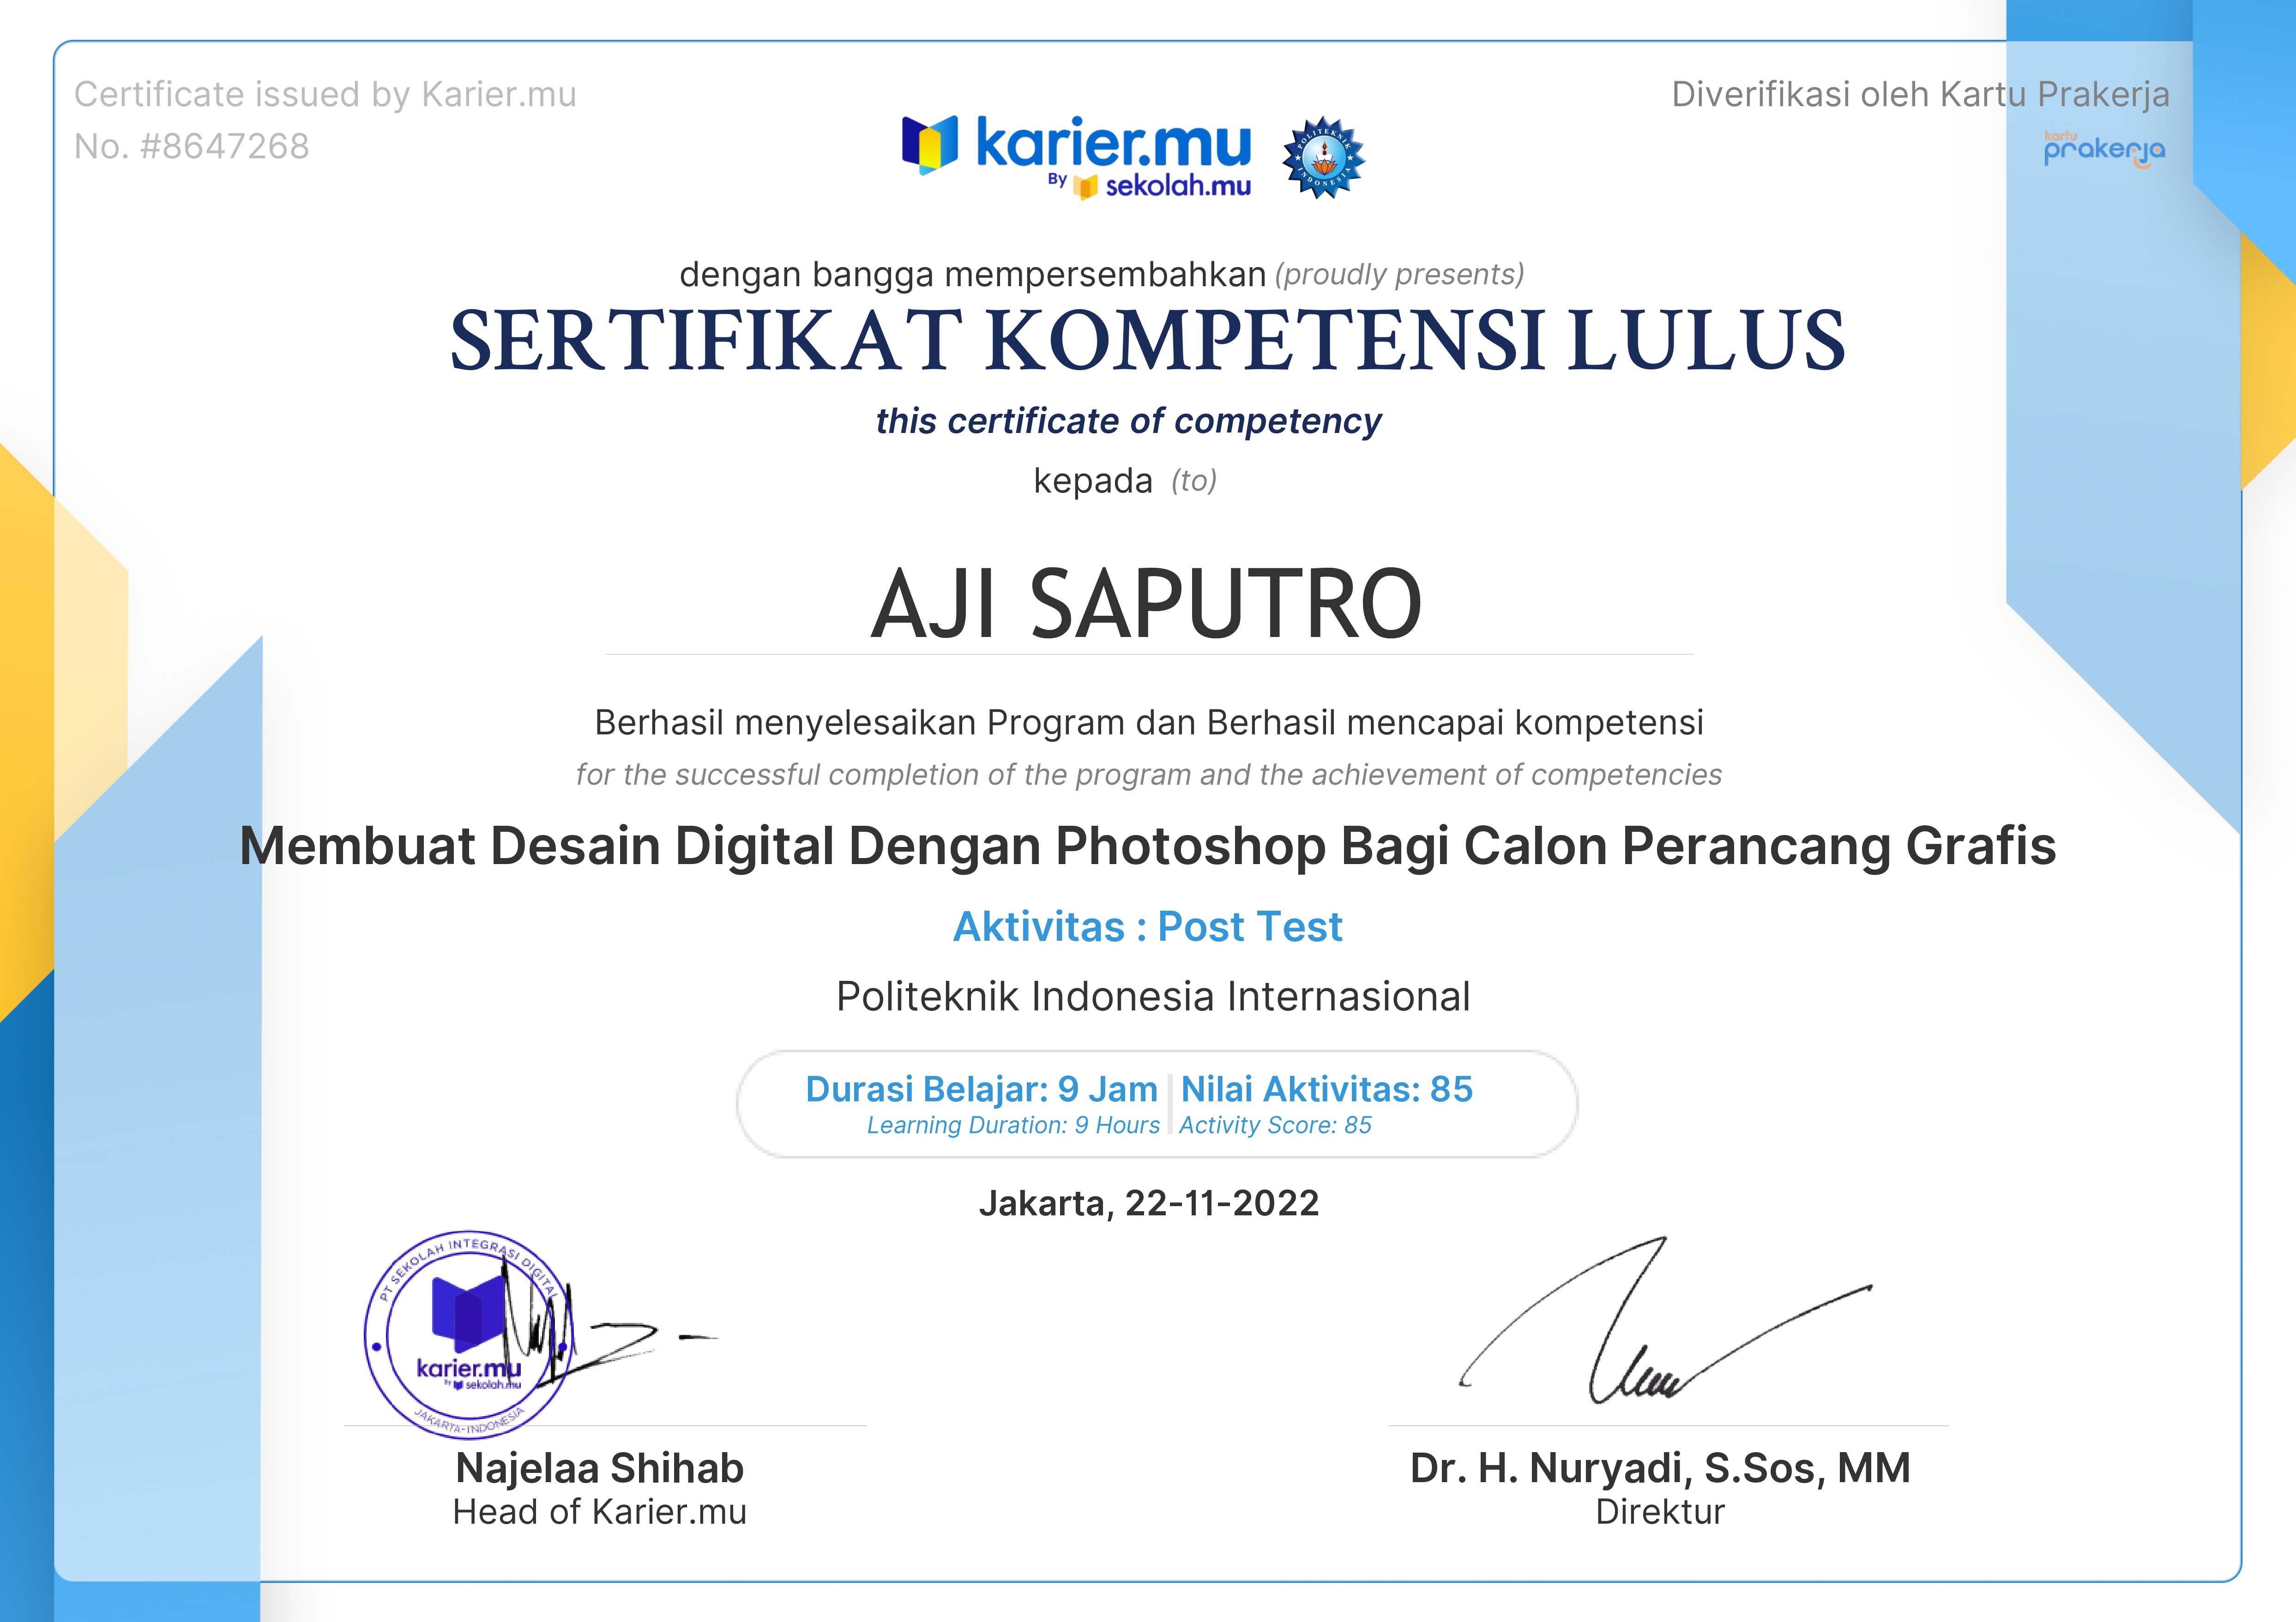 Certificate issued by Karier.mu
No. #8647268
Diverifikasi oleh Kartu Prakerja
kartu
prakerja
karier.mu
By sekolah.mu
POLITEKNIK
INDONESIA
dengan bangga mempersembahkan (proudly presents)
SERTIFIKAT KOMPETENSI LULUS
this certificate of competency
kepada (to)
AJI SAPUTRO
Berhasil menyelesaikan Program dan Berhasil mencapai kompetensi
for the successful completion of the program and the achievement of competencies
Membuat Desain Digital Dengan Photoshop Bagi Calon Perancang Grafis
Aktivitas : Post Test
Politeknik Indonesia Internasional
Durasi Belajar: 9 Jam Nilai Aktivitas: 85
Learning Duration: 9 Hours Activity Score: 85
Jakarta, 22-11-2022
PT SEKOLAH INTEGRASI DIGITAL
karier.mu
by sekolah.mu
JAKARTA-INDONESIA
Najelaa Shihab
Head of Karier.mu
Dr. H. Nuryadi, S.Sos, MM
Direktur